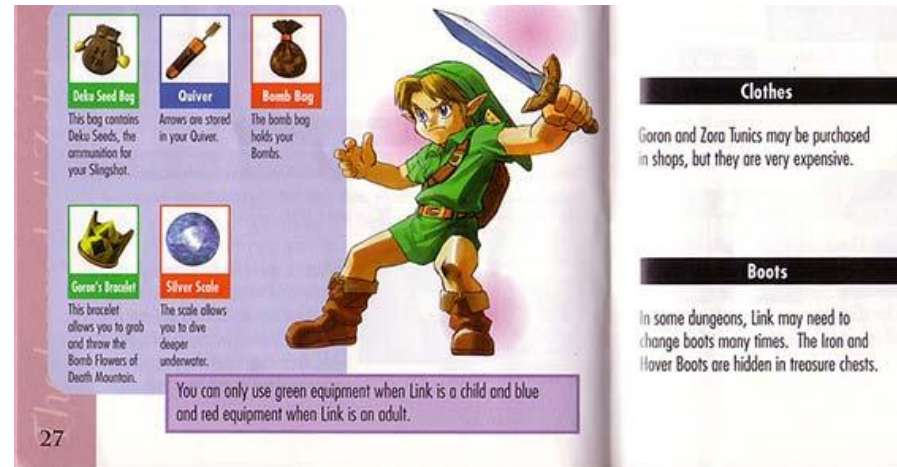 Deku Seed Bag
This bag contains
Deku Seeds, the
ammunition for
your Slingshot.
Quiver
Arrows are stored
in your Quiver.
Bomb Bag
The bomb bag
holds your
Bombs.
Goron's Bracelet
This bracelet
allows you to grab
and throw the
Bomb Flowers of
Death Mountain.
Silver Scale
The scale allows
you to dive
deeper
underwater.
You can only use green equipment when Link is a child and blue
and red equipment when Link is an adult.
27
Clothes
Goron and Zora Tunics may be purchased
in shops, but they are very expensive.
Boots
In some dungeons, Link may need to
change boots many times. The Iron and
Hover Boots are hidden in treasure chests.